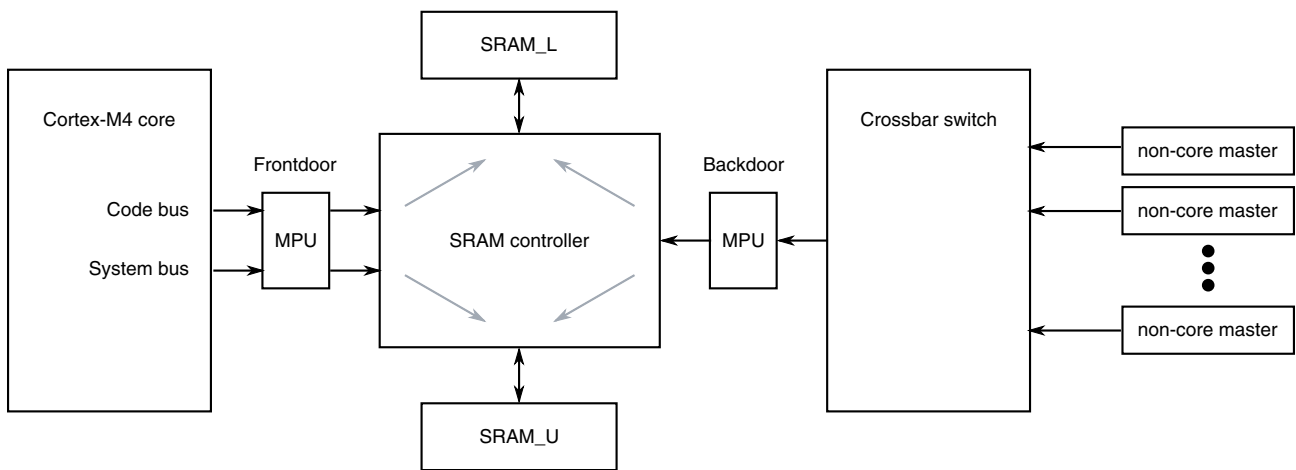 SRAM_L
Cortex-M4 core
Crossbar switch
non-core master
Frontdoor
Backdoor
non-core master
Code bus
MPU
SRAM controller
MPU
System bus
non-core master
SRAM_U